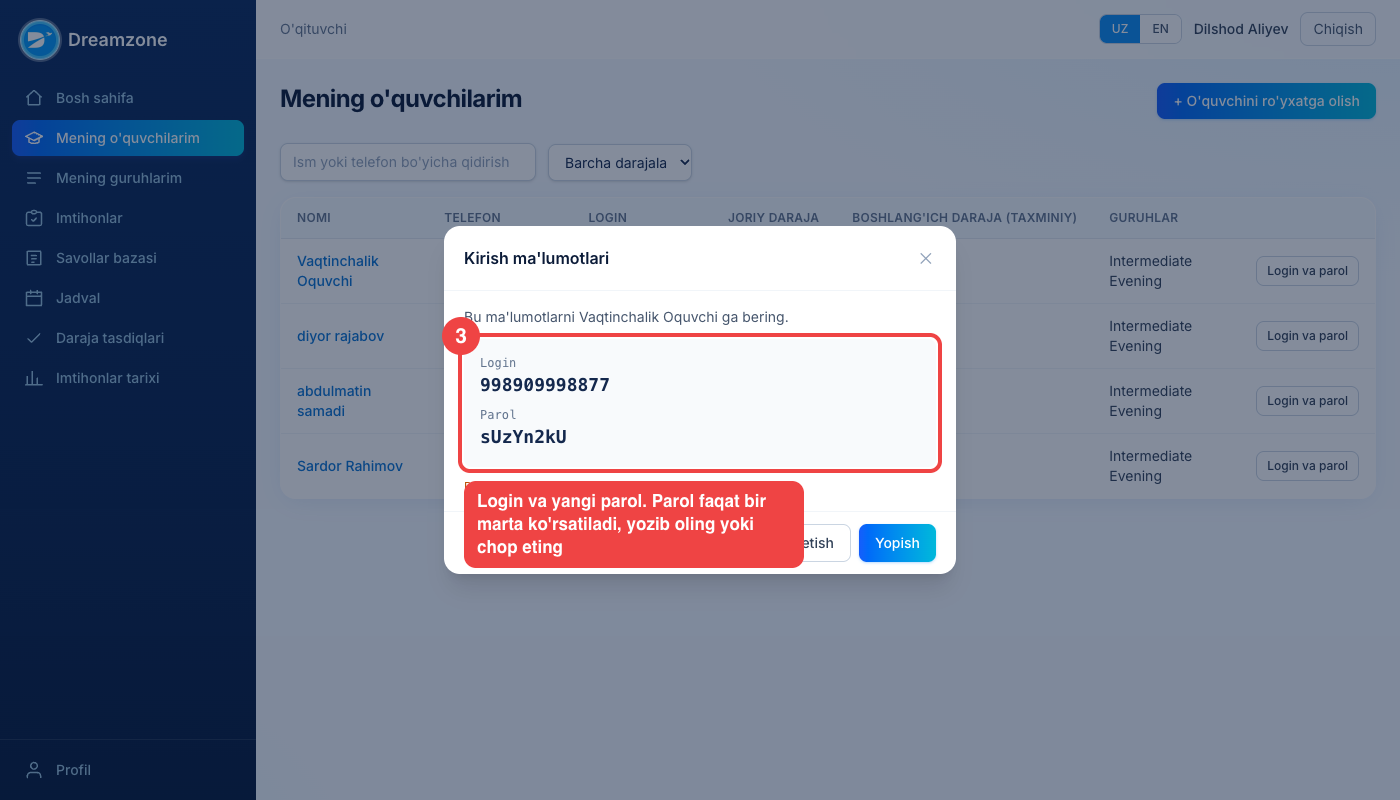 Dreamzone
Bosh sahifa
Mening o'quvchilarim
Mening guruhlarim
Imtihonlar
Savollar bazasi
Jadval
Daraja tasdiqlari
Imtihonlar tarixi
Profil
O'qituvchi
UZ EN Dilshod Aliyev Chiqish
Mening o'quvchilarim
+ O'quvchini ro'yxatga olish
Ism yoki telefon bo'yicha qidirish
Barcha darajala
NOMI TELEFON LOGIN JORIY DARAJA BOSHLANG'ICH DARAJA (TAXMINIY) GURUHLAR
Vaqtinchalik
Oquvchi
Intermediate
Evening
Login va parol
diyor rajabov
Intermediate
Evening
Login va parol
abdulmatin
samadi
Intermediate
Evening
Login va parol
Sardor Rahimov
Intermediate
Evening
Login va parol
Kirish ma'lumotlari
Bu ma'lumotlarni Vaqtinchalik Oquvchi ga bering.
3
Login
998909998877
Parol
sUzYn2kU
Login va yangi parol. Parol faqat bir
marta ko'rsatiladi, yozib oling yoki
chop eting
etish
Yopish